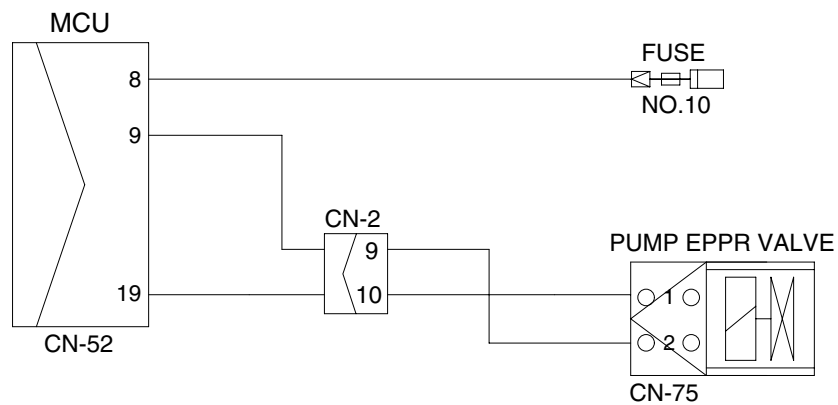 MCU
FUSE
8
NO.10
9
CN-2
9
PUMP EPPR VALVE
19
10
1
2
CN-52
CN-75